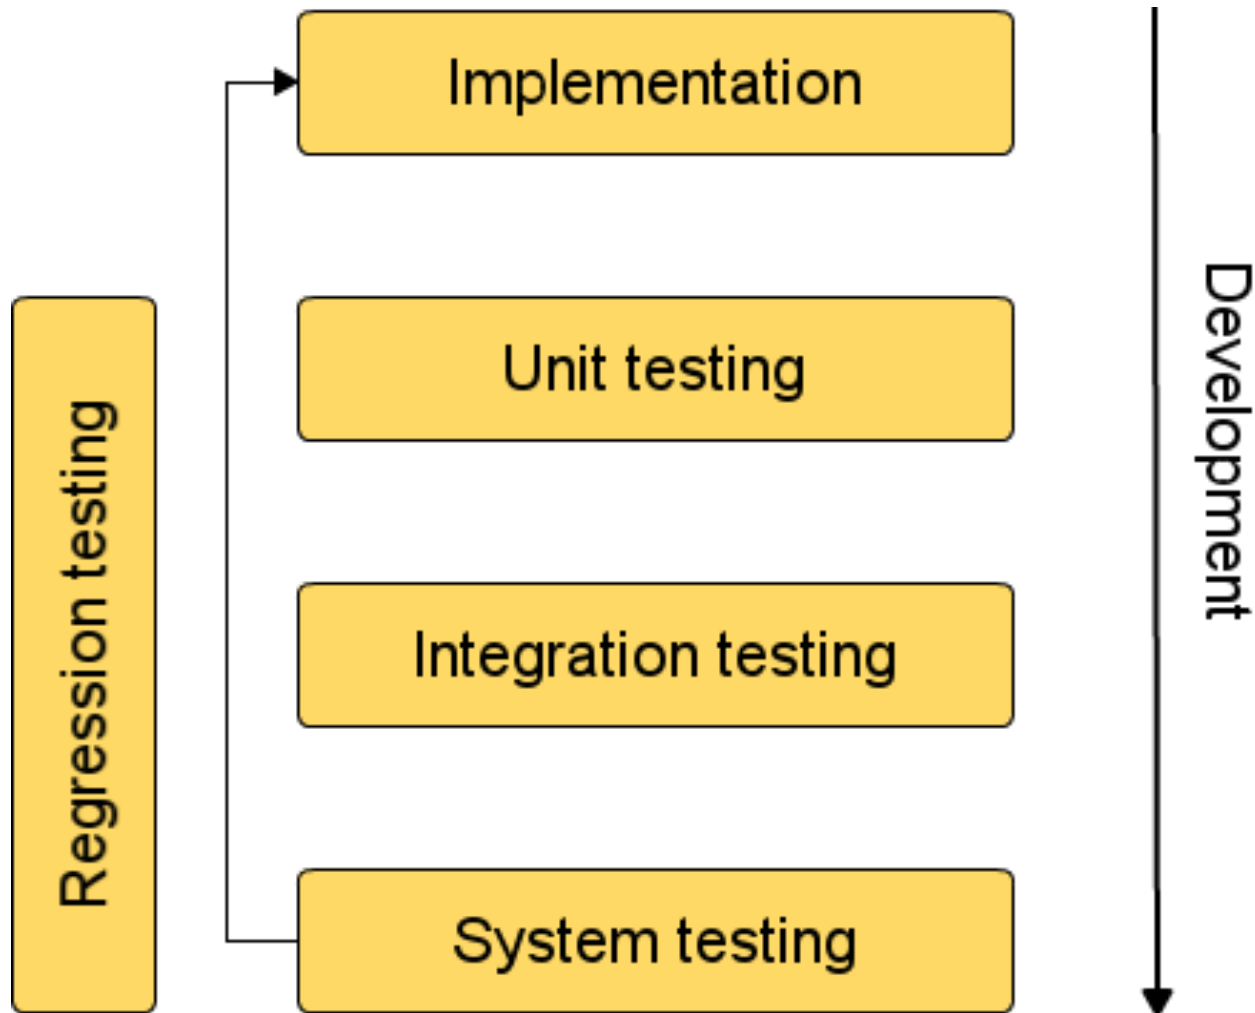 Implementation
Unit testing
Integration testing
System testing
Regression testing
Development